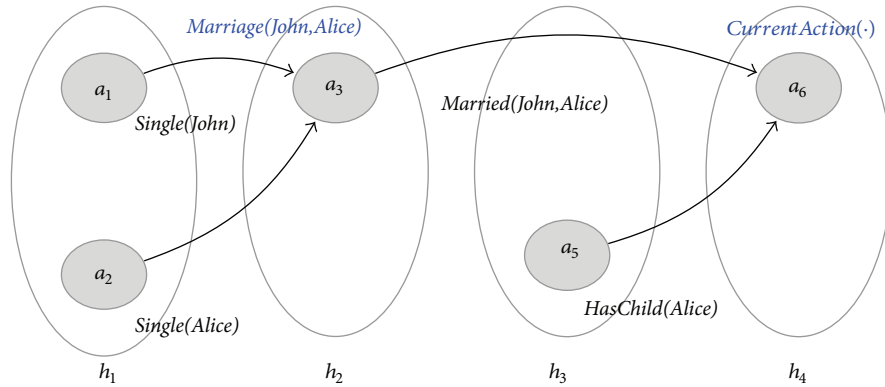 Marriage(John,Alice)
CurrentAction(·)
a1
a3
a6
Single(John)
Married(John,Alice)
a2
a5
Single(Alice)
HasChild(Alice)
h1
h2
h3
h4